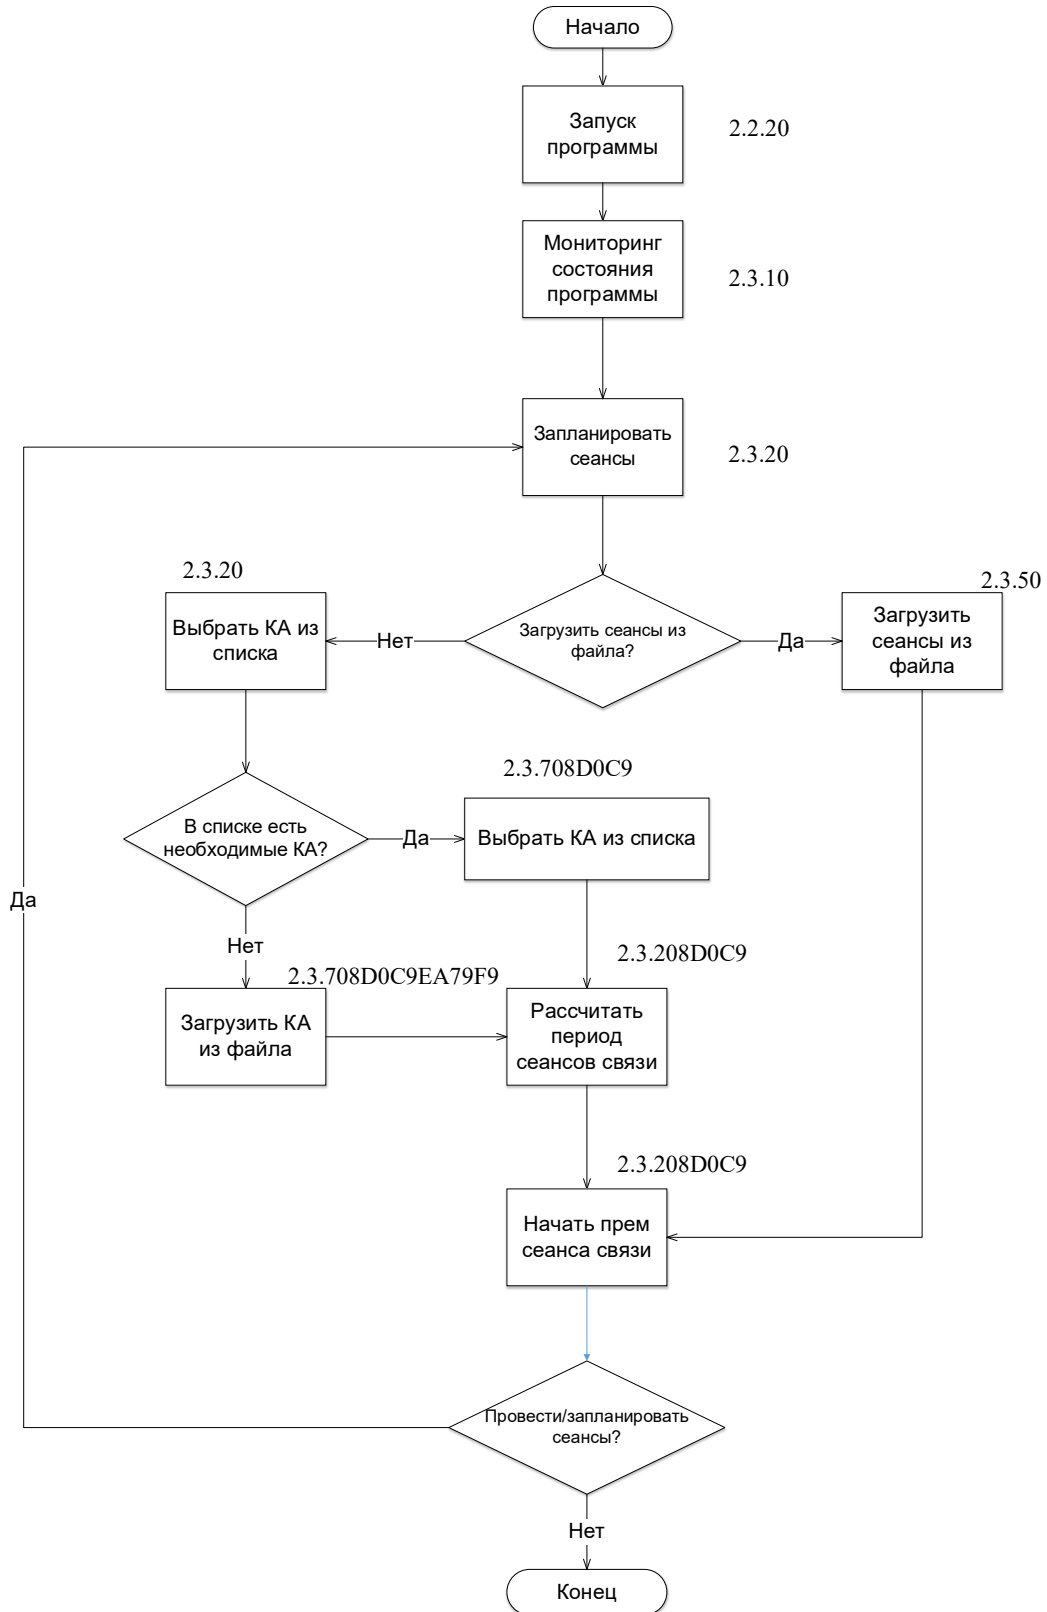 Начало
Запуск
программы
2.2.20
Мониторинг
состояния
программы
2.3.10
Запланировать
сеансы
2.3.20
2.3.20
2.3.50
Выбрать КА из
списка
Нет
Загрузить сеансы из
файла?
Да
Загрузить
сеансы из
файла
2.3.708D0C9
В списке есть
необходимые КА?
Да
Выбрать КА из списка
Да
Нет
2.3.208D0C9
2.3.708D0C9EA79F9
Загрузить КА
из файла
Рассчитать
период
сеансов связи
2.3.208D0C9
Начать прем
сеанса связи
Провести/запланировать
сеансы?
Нет
Конец